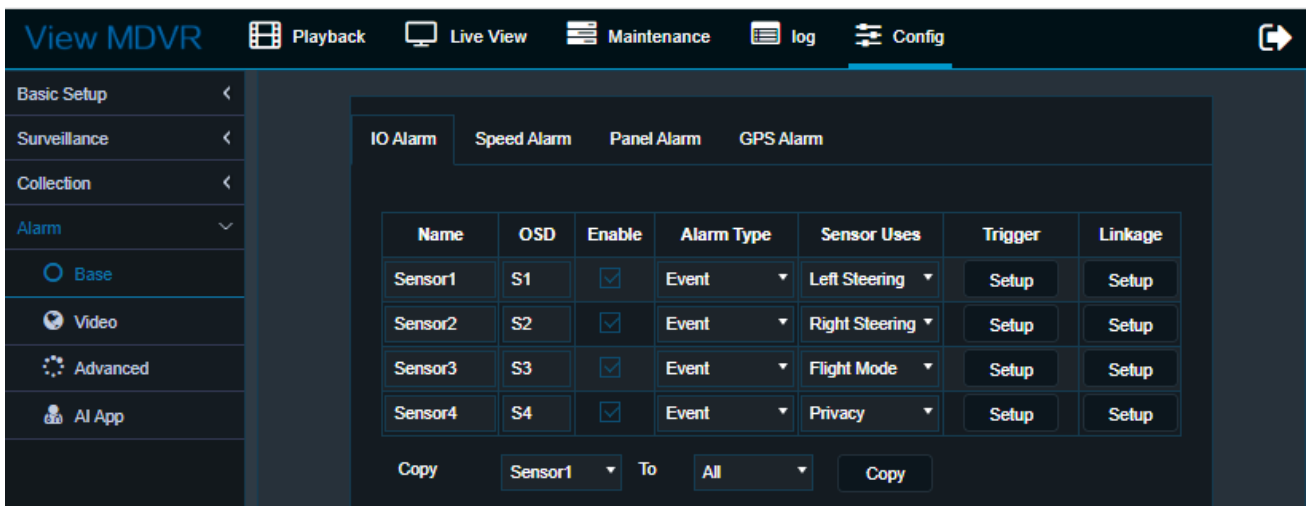 View MDVR Playback Live View Maintenance log Config
Basic Setup
Surveillance
Collection
Alarm
Base
Video
Advanced
AI App
IO Alarm Speed Alarm Panel Alarm GPS Alarm
Name OSD Enable Alarm Type Sensor Uses Trigger Linkage
Sensor1 S1 Event Left Steering Setup Setup
Sensor2 S2 Event Right Steering Setup Setup
Sensor3 S3 Event Flight Mode Setup Setup
Sensor4 S4 Event Privacy Setup Setup
Copy Sensor1 To All Copy